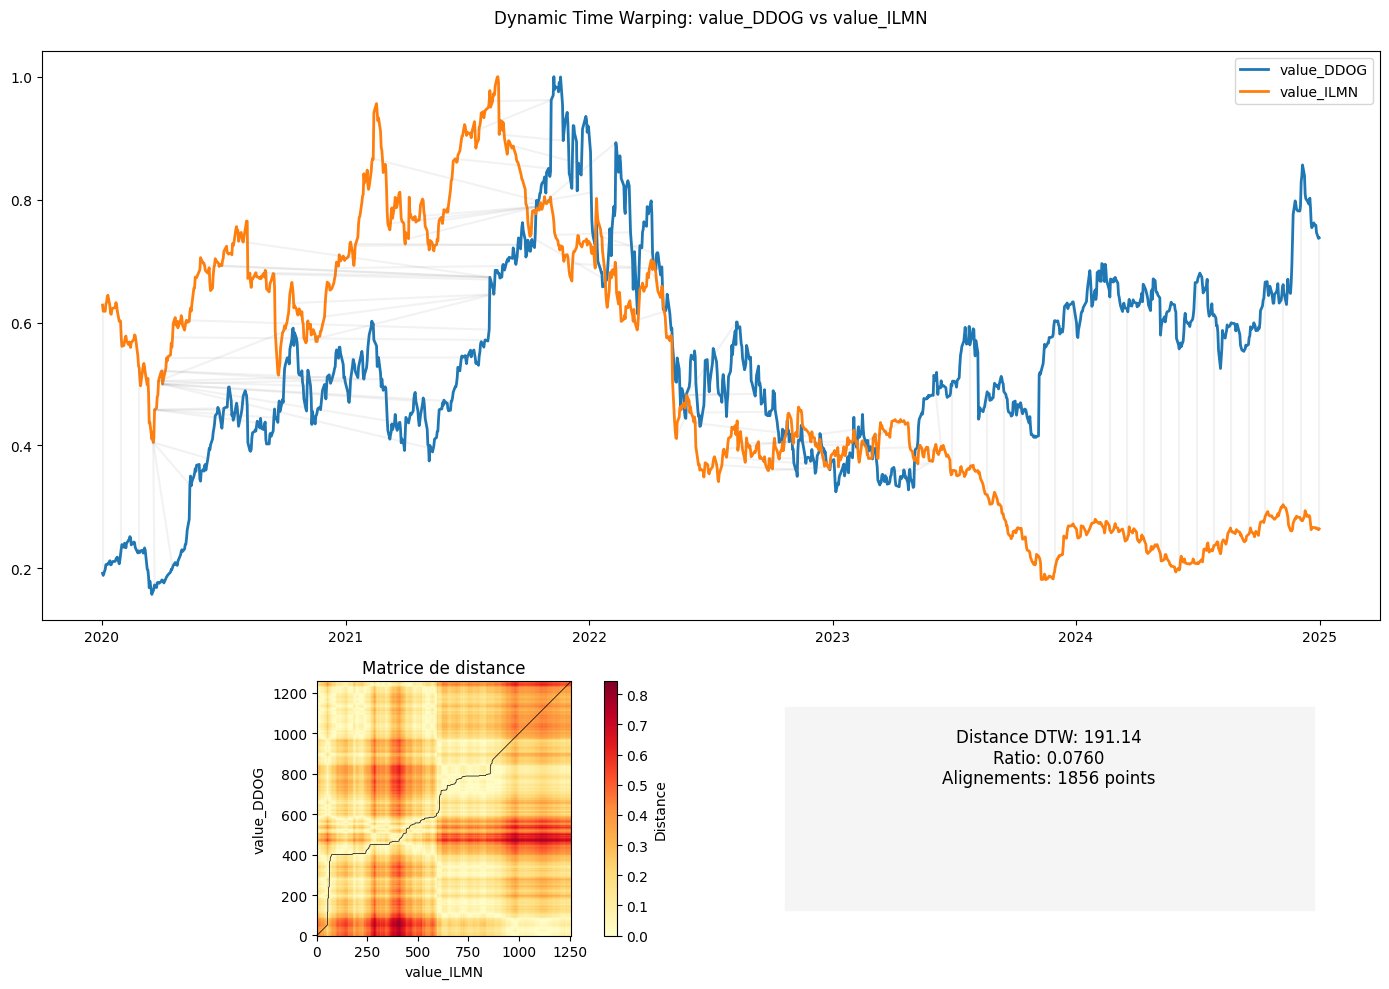 Dynamic Time Warping: value_DDOG vs value_ILMN
value_DDOG
value_ILMN
1.0
0.8
0.6
0.4
0.2
2020 2021 2022 2023 2024 2025
Matrice de distance
value_DDOG
1200
1000
800
600
400
200
0
0 250 500 750 1000 1250
value_ILMN
0.8
0.7
0.6
0.5
0.4
0.3
0.2
0.1
0.0
Distance
Distance DTW: 191.14
Ratio: 0.0760
Alignements: 1856 points